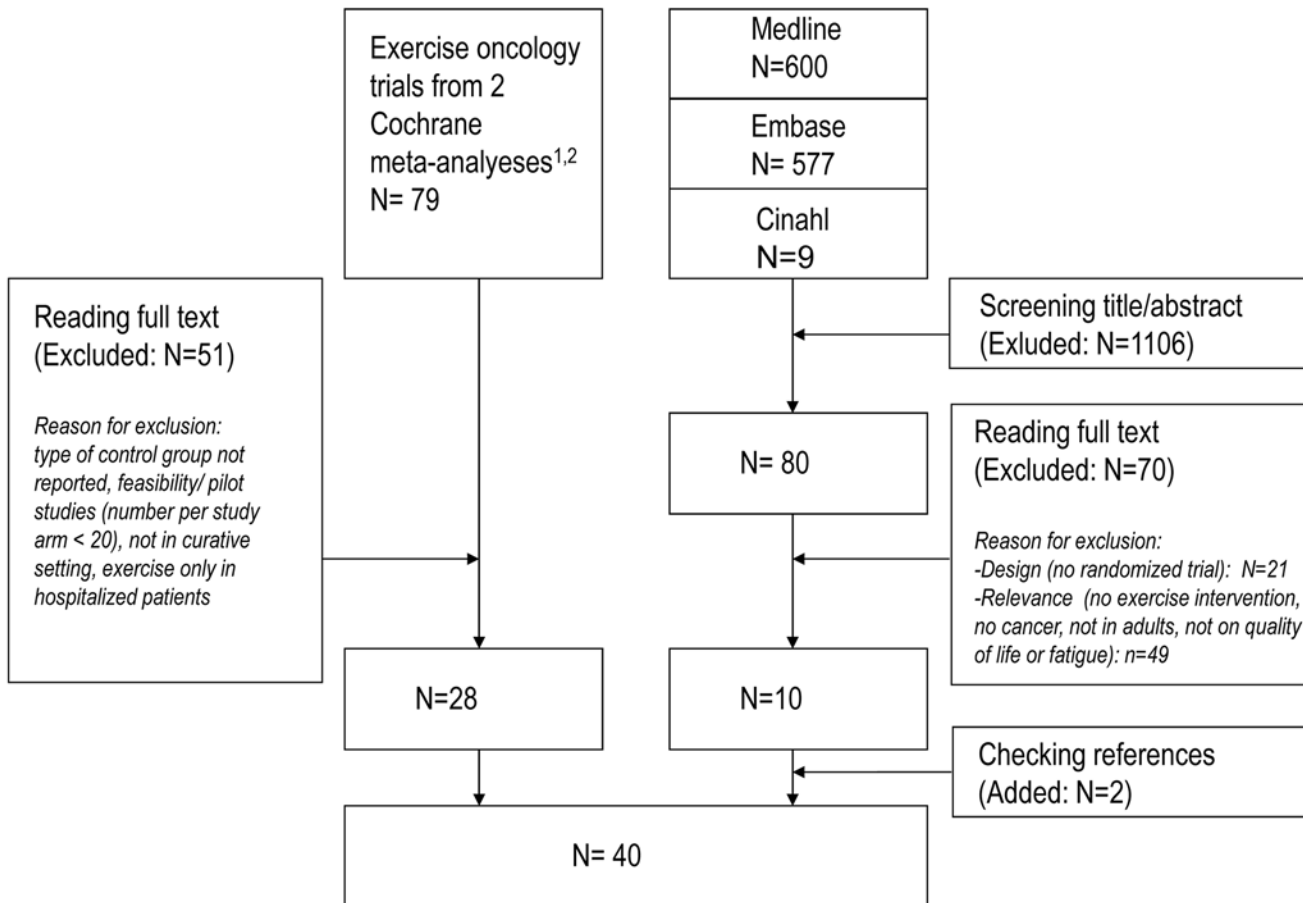 Exercise oncology
trials from 2
Cochrane
meta-analyeses1,2
N= 79
Medline
N=600
Embase
N= 577
Cinahl
N=9
Reading full text
(Excluded: N=51)
Reason for exclusion:
type of control group not
reported, feasibility/ pilot
studies (number per study
arm < 20), not in curative
setting, exercise only in
hospitalized patients
Screening title/abstract
(Exluded: N=1106)
N= 80
Reading full text
(Excluded: N=70)
Reason for exclusion:
-Design (no randomized trial): N=21
-Relevance (no exercise intervention,
no cancer, not in adults, not on quality
of life or fatigue): n=49
N=28
N=10
Checking references
(Added: N=2)
N= 40